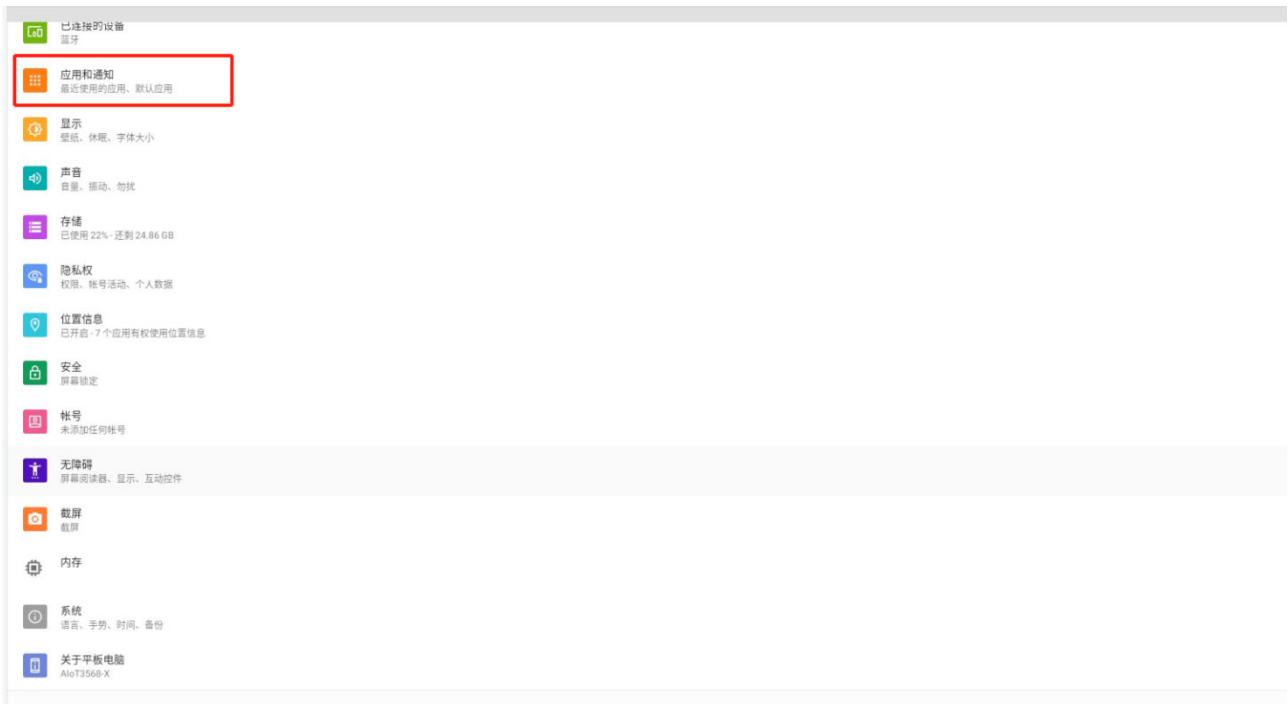 已连接的设备
蓝牙
应用和通知
最近使用的应用、默认应用
显示
壁纸、休眠、字体大小
声音
音量、振动、勿扰
存储
已使用 22% - 还剩 24.86 GB
隐私权
权限、帐号活动、个人数据
位置信息
已开启 - 7 个应用有权使用位置信息
安全
屏幕锁定
帐号
未添加任何帐号
无障碍
屏幕阅读器、显示、互动控件
截屏
截屏
内存
系统
语言、手势、时间、备份
关于平板电脑
AIoT3568-X